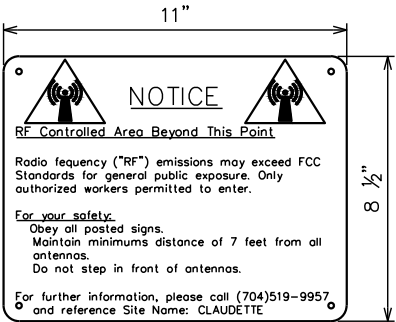 11"
NOTICE
RF Controlled Area Beyond This Point
Radio fequency ("RF") emissions may exceed FCC
Standards for general public exposure. Only
authorized workers permitted to enter.
For your safety:
Obey all posted signs.
Maintain minimums distance of 7 feet from all
antennas.
Do not step in front of antennas.
For further information, please call (704)519-9957
and reference Site Name: CLAUDETTE
8 ½"